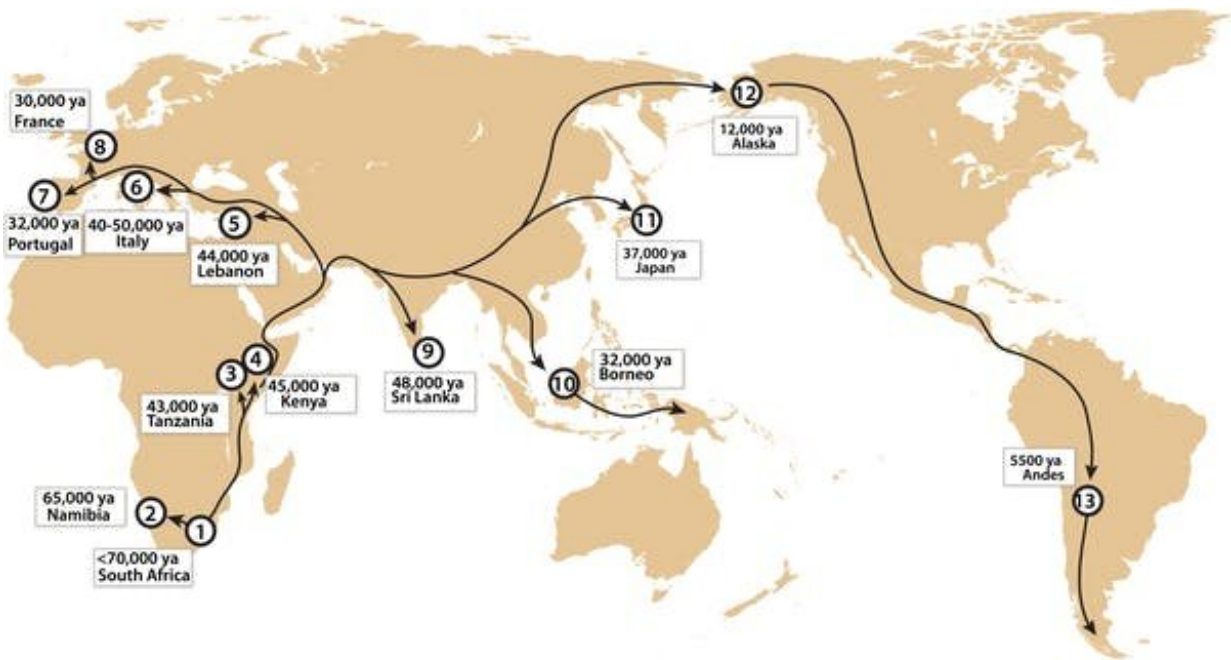 30,000 ya
France
8
7
6
5
32,000 ya
Portugal
40-50,000 ya
Italy
44,000 ya
Lebanon
12
12,000 ya
Alaska
11
37,000 ya
Japan
9
48,000 ya
Sri Lanka
10
32,000 ya
Borneo
3
4
43,000 ya
Tanzania
45,000 ya
Kenya
65,000 ya
Namibia
2
1
<70,000 ya
South Africa
5500 ya
Andes
13